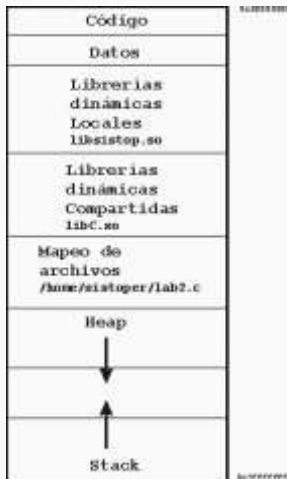 Código
Datos
Librerias
dinámicas
Locales
libsistop.so
Librerias
dinámicas
Compartidas
libC.so
Mapeo de
archivos
/home/sistoper/lab2.c
Heap
Stack